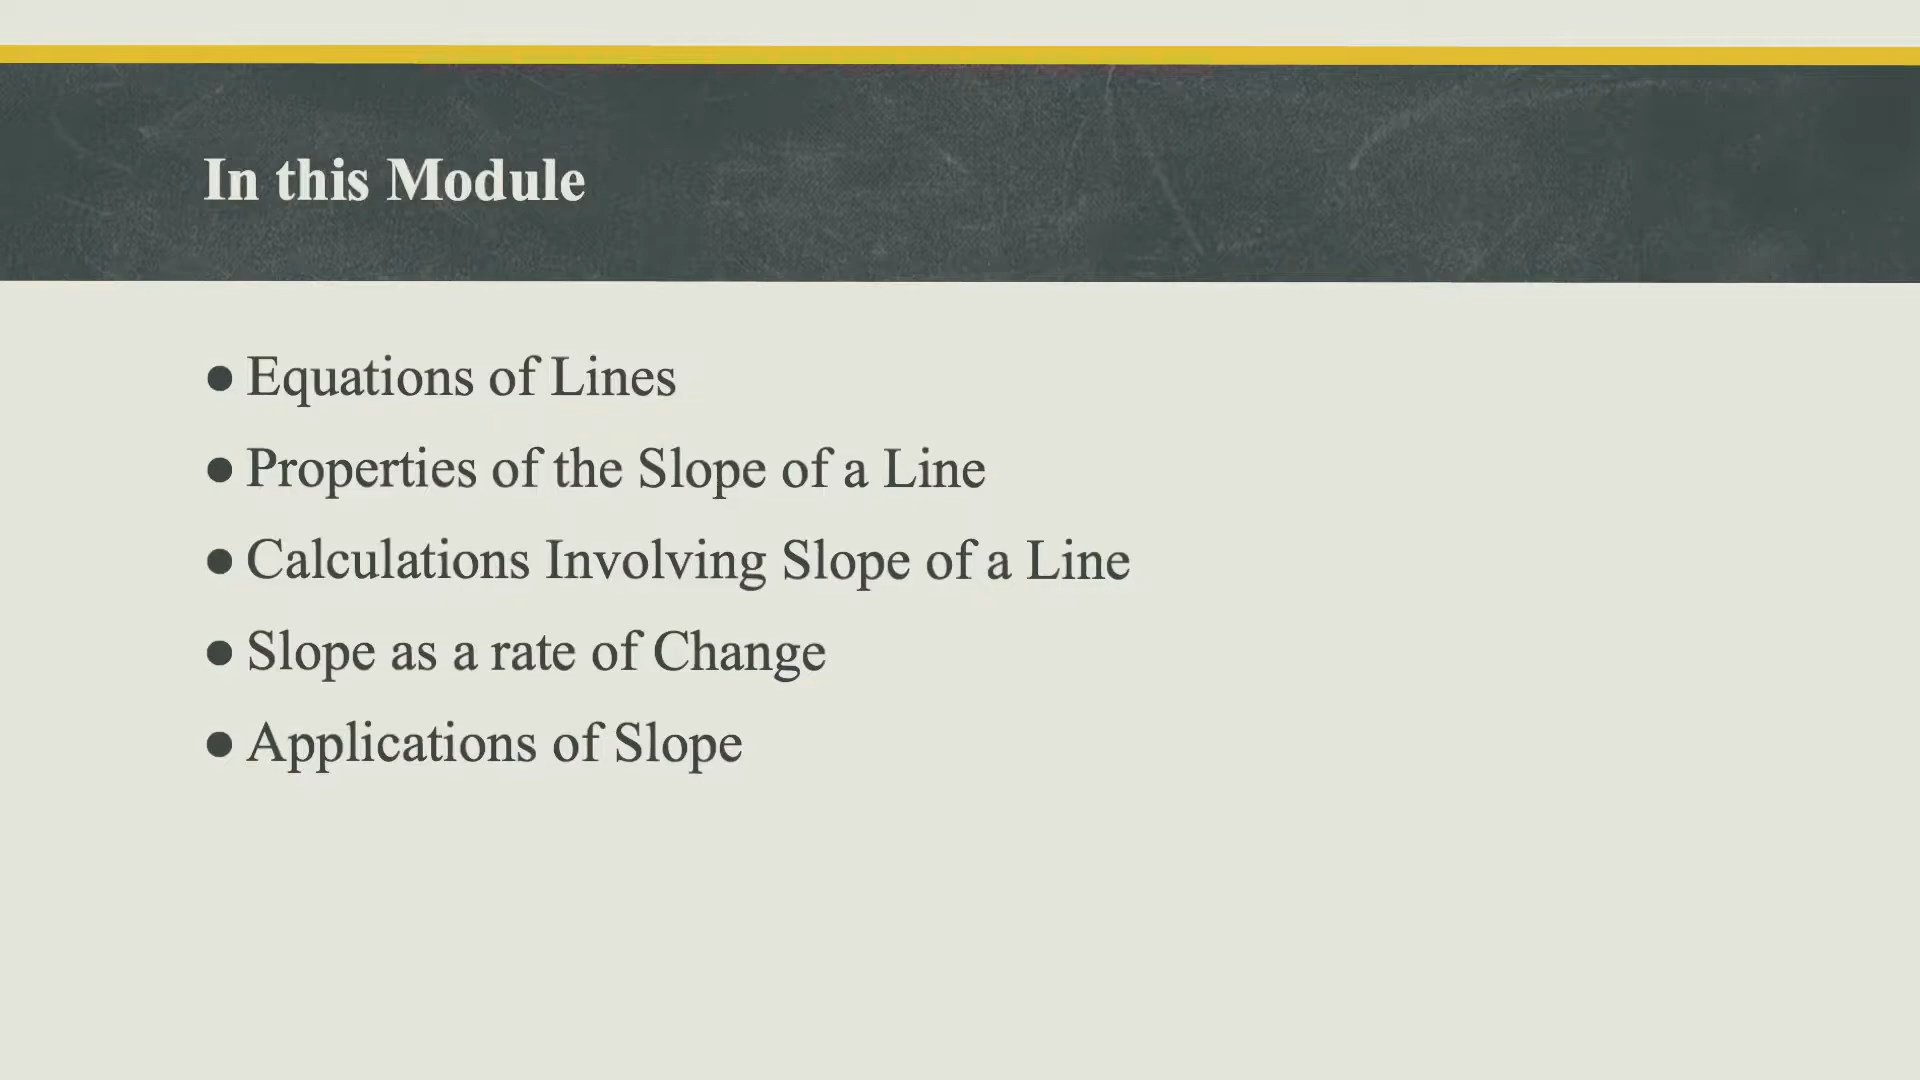 In this Module
● Equations of Lines
● Properties of the Slope of a Line
● Calculations Involving Slope of a Line
● Slope as a rate of Change
● Applications of Slope